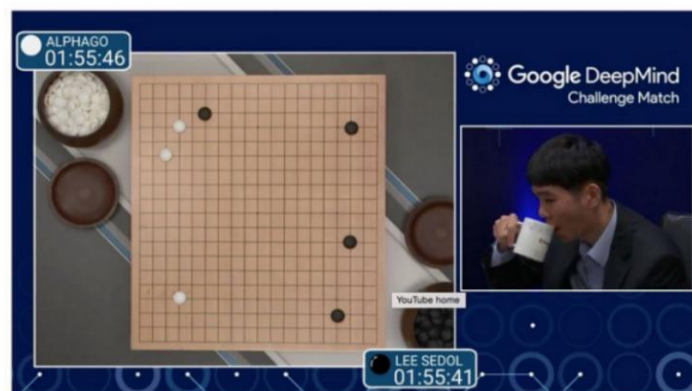 ALPHAGO
01:55:46
Google DeepMind
Challenge Match
YouTube home
LEE SEDOL
01:55:41